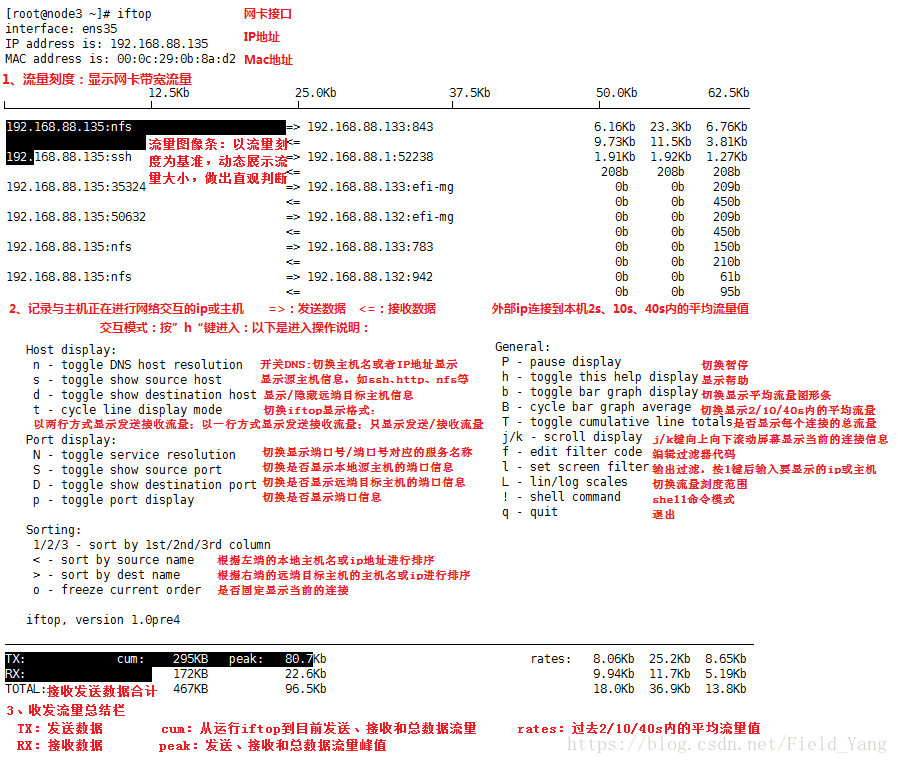 [root@node3 ~]# iftop 网卡接口
interface: ens35
IP address is: 192.168.88.135 IP地址
MAC address is: 00:0c:29:0b:8a:d2 Mac地址
1、流量刻度：显示网卡带宽流量
12.5Kb 25.0Kb 37.5Kb 50.0Kb 62.5Kb
192.168.88.135:nfs => 192.168.88.133:843 6.16Kb 23.3Kb 6.76Kb
<= 9.73Kb 11.5Kb 3.81Kb
流量图像条：以流量刻
192.168.88.135:ssh => 192.168.88.1:52238 1.91Kb 1.92Kb 1.27Kb
度为基准，动态展示流
<= 208b 208b 208b
量大小，做出直观判断
192.168.88.135:35324 => 192.168.88.133:efi-mg 0b 0b 209b
<= 0b 0b 450b
192.168.88.135:50632 => 192.168.88.132:efi-mg 0b 0b 209b
<= 0b 0b 450b
192.168.88.135:nfs => 192.168.88.133:783 0b 0b 150b
<= 0b 0b 210b
192.168.88.135:nfs => 192.168.88.132:942 0b 0b 61b
<= 0b 0b 95b
2、记录与主机正在进行网络交互的ip或主机 =>：发送数据 <=：接收数据 外部ip连接到本机2s、10s、40s内的平均流量值
交互模式：按”h“键进入：以下是进入操作说明：
Host display:
n - toggle DNS host resolution 开关DNS:切换主机名或者IP地址显示
s - toggle show source host 显示源主机信息，如ssh、http、nfs等
d - toggle show destination host 显示/隐藏远端主机信息
t - cycle line display mode 切换iftop显示格式：
以两行方式显示发送接收流量；以一行方式显示发送接收流量；只显示发送/接收流量
Port display:
N - toggle service resolution 切换显示端口号/端口号对应的服务名称
S - toggle show source port 切换是否显示本地源主机的端口信息
D - toggle show destination port 切换是否显示远端目标主机的端口信息
p - toggle port display 切换是否显示端口信息
Sorting:
1/2/3 - sort by 1st/2nd/3rd column
< - sort by source name 根据左端的本地主机名或ip地址进行排序
> - sort by dest name 根据右端的远端目标主机的主机名或ip进行排序
o - freeze current order 是否固定显示当前的连接
iftop, version 1.0pre4
General:
P - pause display 切换暂停
h - toggle this help display 显示帮助
b - toggle bar graph display 切换显示平均流量图形条
B - cycle bar graph average 切换显示2/10/40s内的平均流量
T - toggle cumulative line totals 是否显示每个连接的总流量
j/k - scroll display j/k键向上向下滚动屏幕显示当前的连接信息
f - edit filter code 编辑过滤器代码
l - set screen filter 输出过滤，按l键后输入要显示的ip或主机
L - lin/log scales 切换流量刻度范围
! - shell command shell命令模式
q - quit 退出
TX: cum: 295KB peak: 80.7Kb rates: 8.06Kb 25.2Kb 8.65Kb
RX: 172KB 22.6Kb 9.94Kb 11.7Kb 5.19Kb
TOTAL: 接收发送数据合计 467KB 96.5Kb 18.0Kb 36.9Kb 13.8Kb
3、收发流量总结栏
TX：发送数据 cum：从运行iftop到目前发送、接收和总数据流量 rates：过去2/10/40s内的平均流量值
RX：接收数据 peak：发送、接收和总数据流量峰值
https://blog.csdn.net/Field_Yang